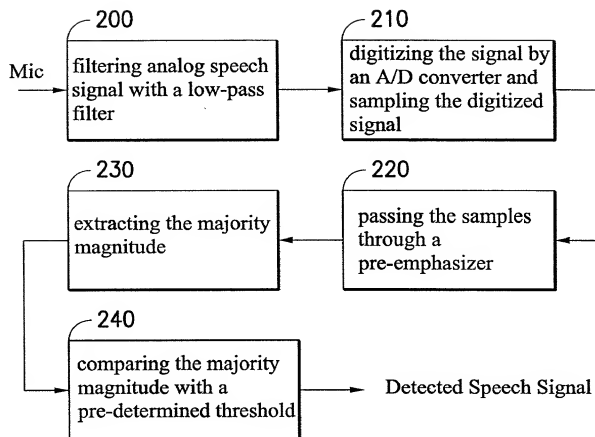 200
Mic
filtering analog speech
signal with a low-pass
filter
210
digitizing the signal by
an A/D converter and
sampling the digitized
signal
220
passing the samples
through a
pre-emphasizer
230
extracting the majority
magnitude
240
comparing the majority
magnitude with a
pre-determined threshold
Detected Speech Signal